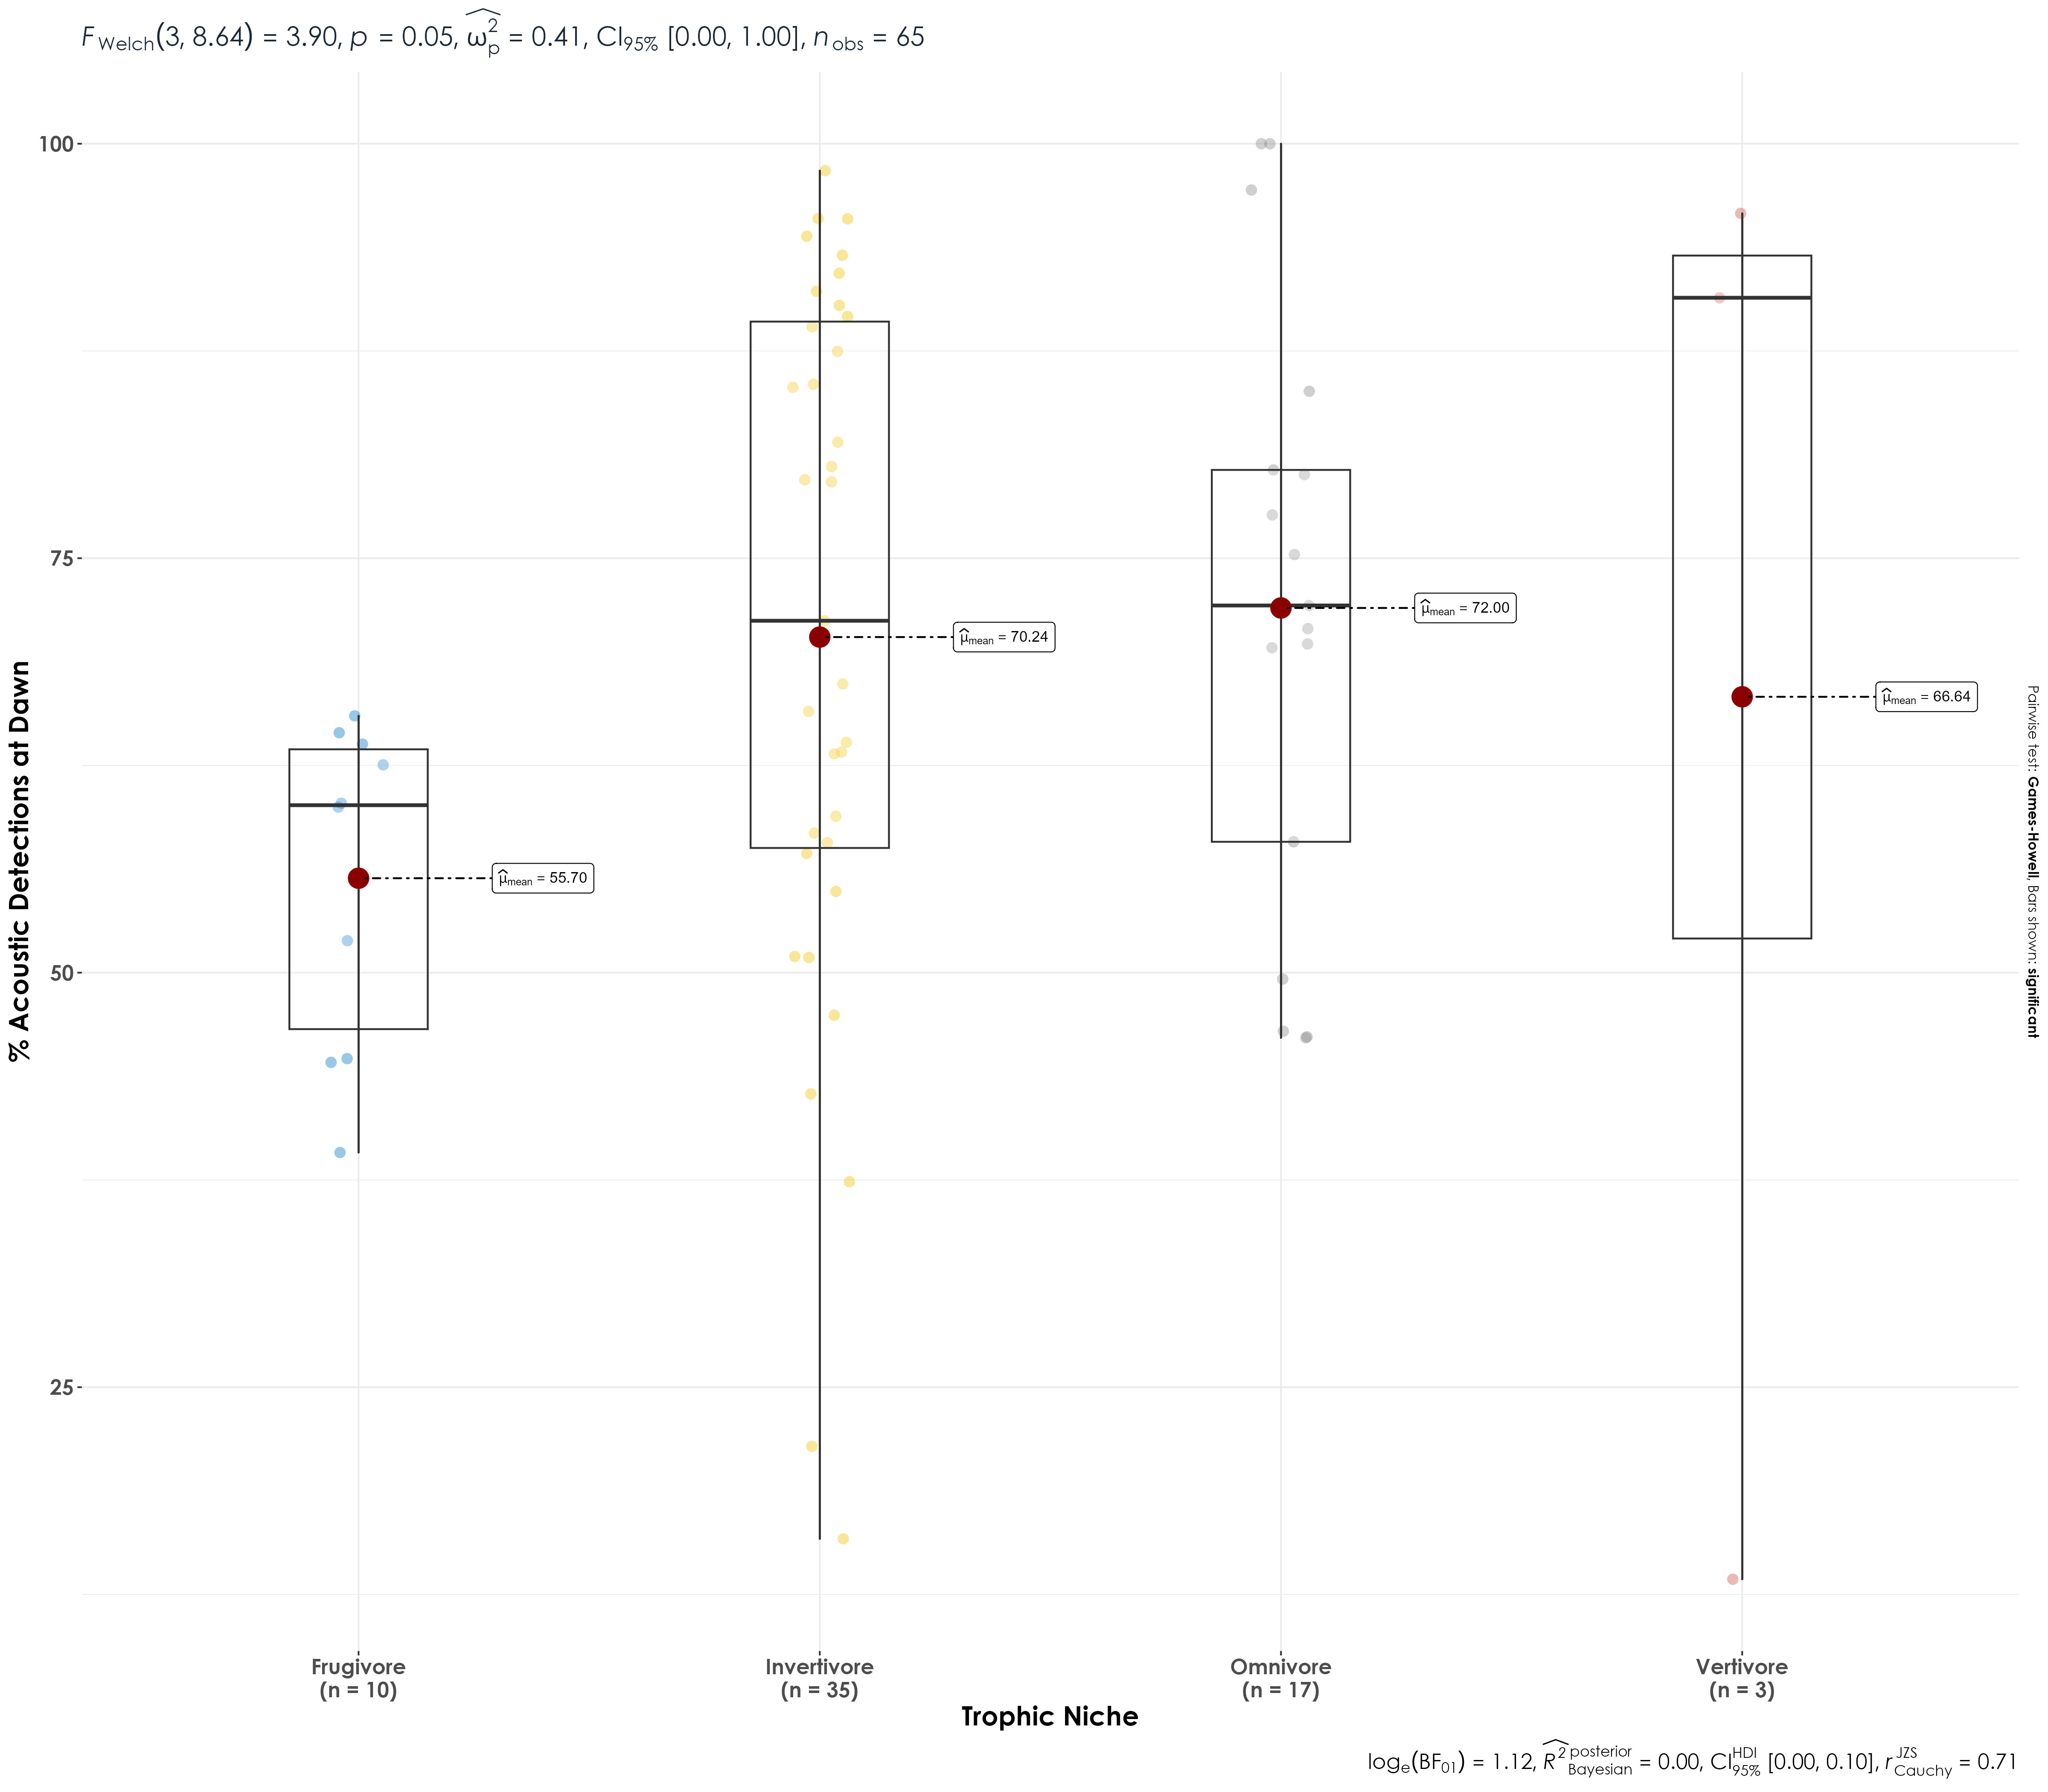 F Welch(3, 8.64) = 3.90, p = 0.05, ω̂²p = 0.41, CI95% [0.00, 1.00], nobs = 65
100
75
50
25
% Acoustic Detections at Dawn
μ̂mean = 55.70
μ̂mean = 70.24
μ̂mean = 72.00
μ̂mean = 66.64
Pairwise test: Games-Howell, Bars shown: significant
Frugivore
(n = 10)
Invertivore
(n = 35)
Omnivore
(n = 17)
Vertivore
(n = 3)
Trophic Niche
loge(BF01) = 1.12, R̂² posterior Bayesian = 0.00, CI HDI 95% [0.00, 0.10], r JZS Cauchy = 0.71